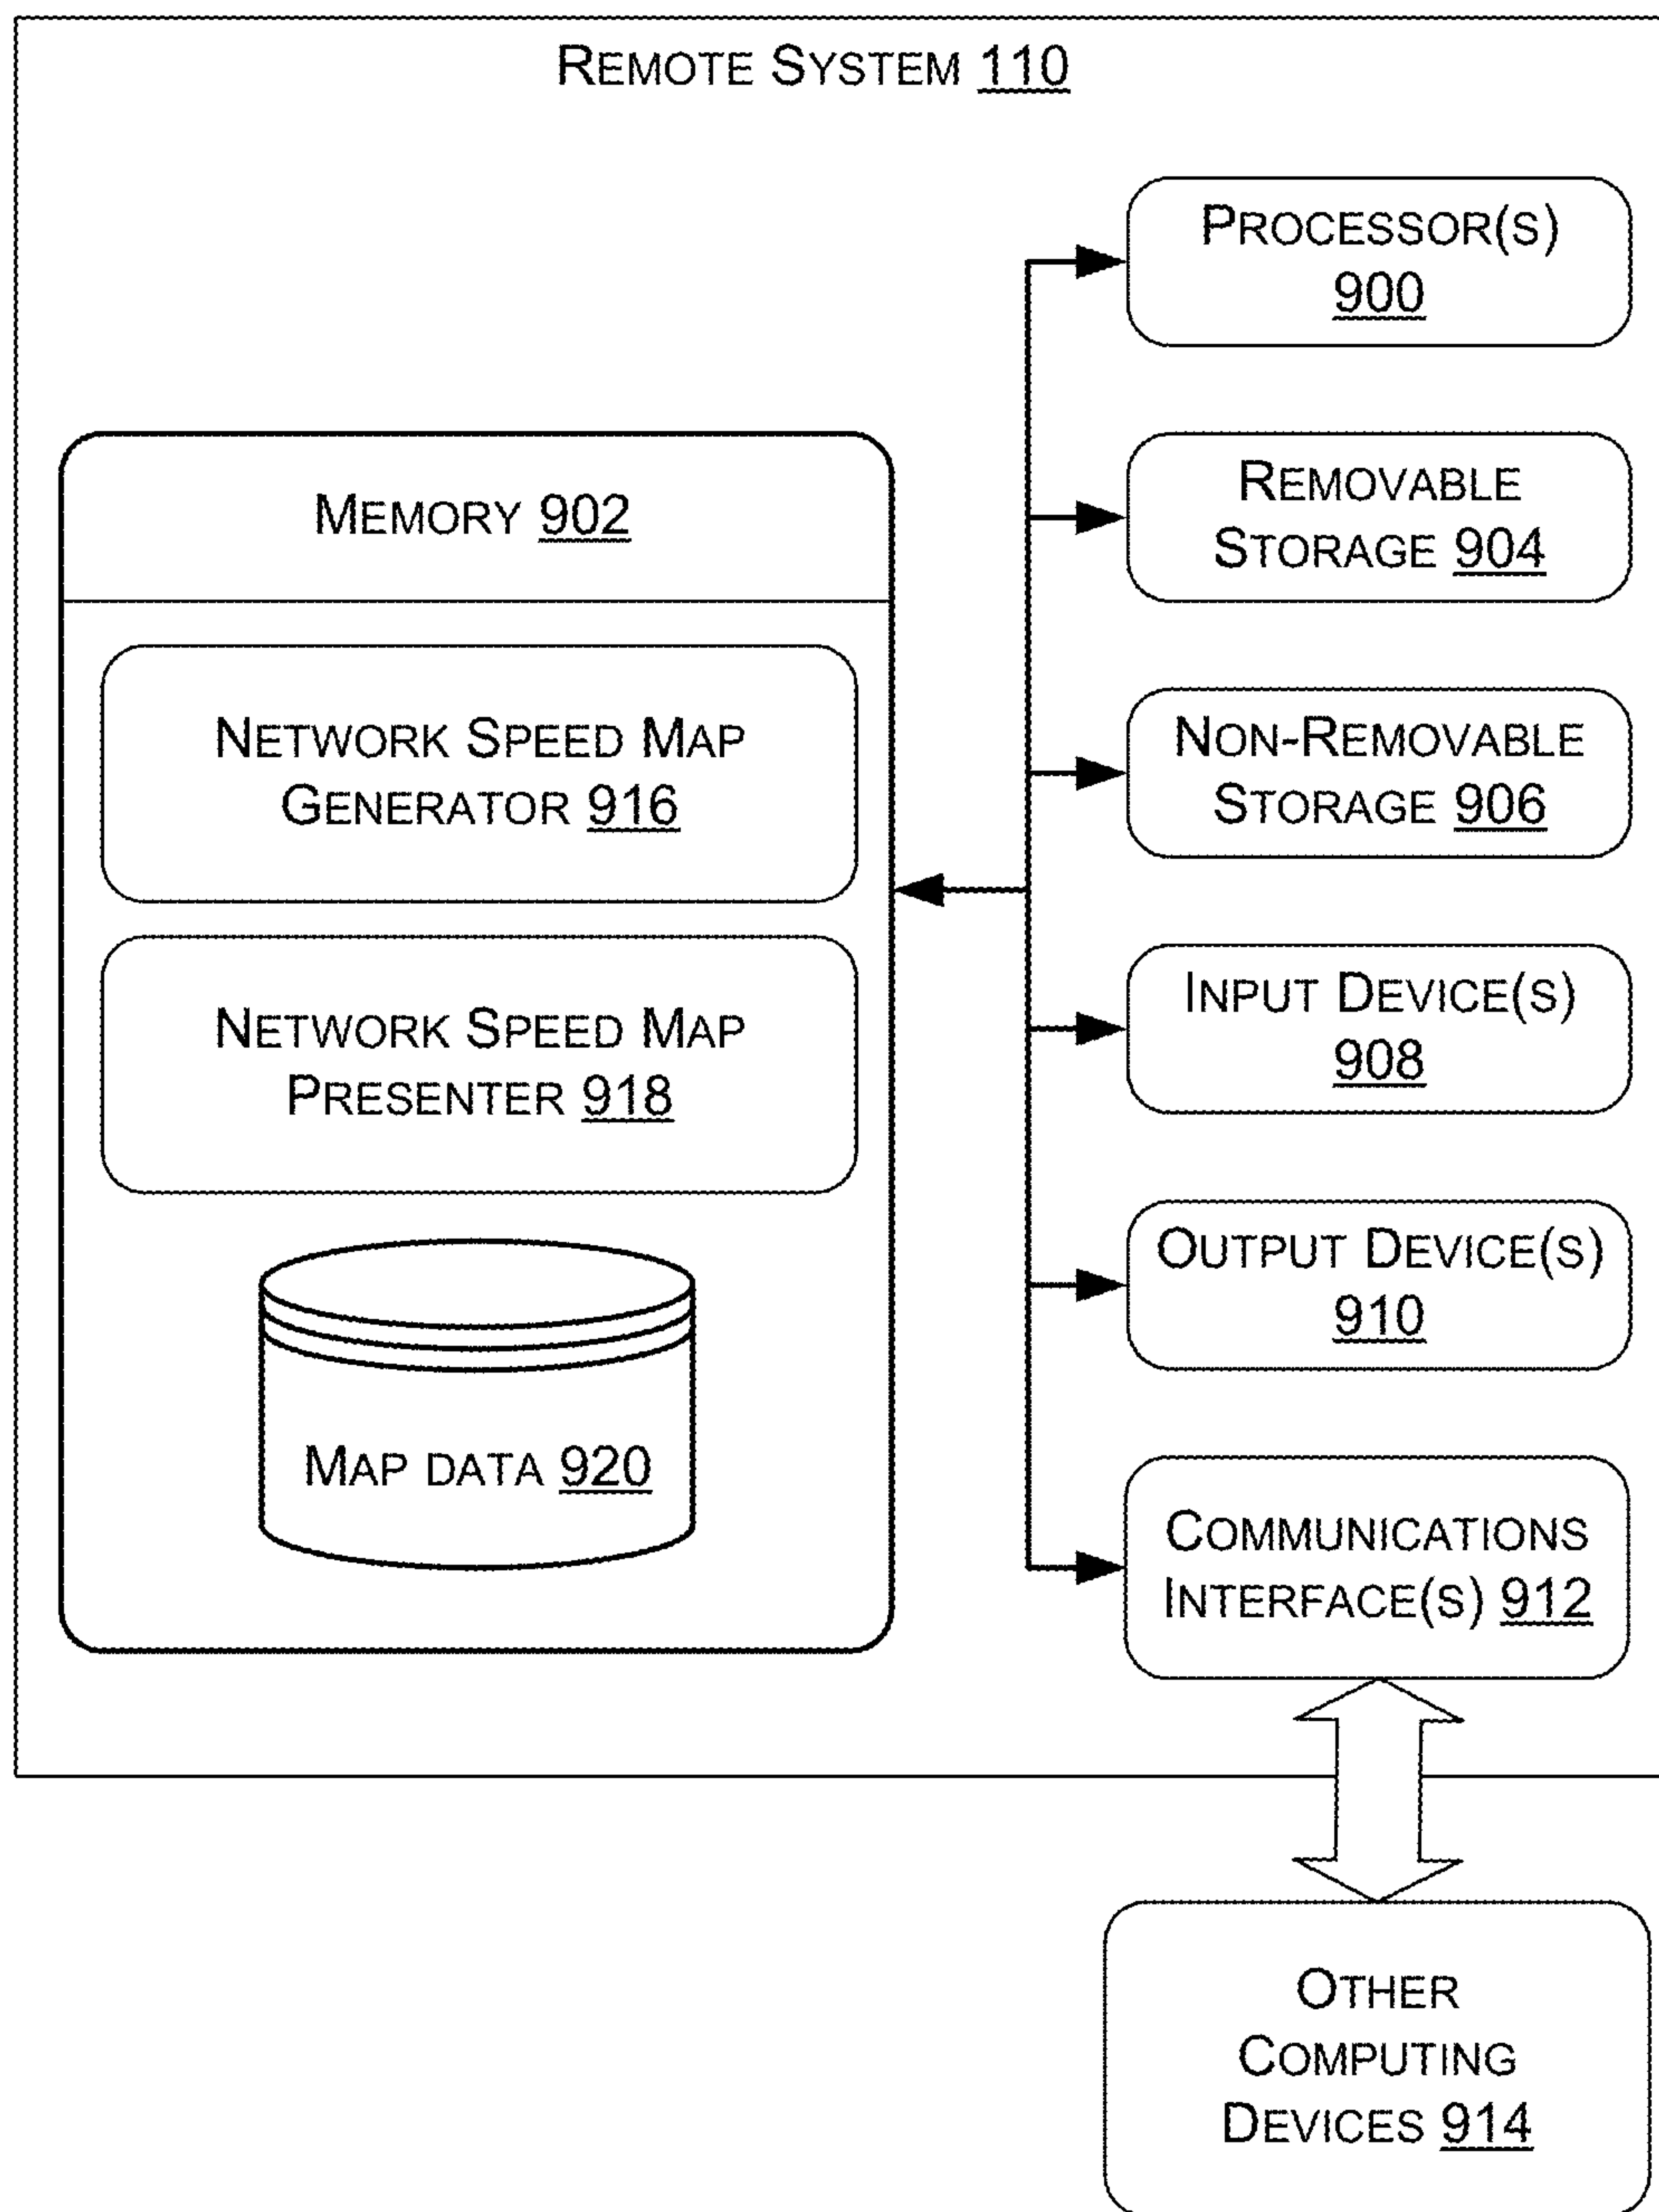 REMOTE SYSTEM 110
PROCESSOR(S)
900
REMOVABLE
STORAGE 904
MEMORY 902
NON-REMOVABLE
STORAGE 906
NETWORK SPEED MAP
GENERATOR 916
INPUT DEVICE(S)
908
NETWORK SPEED MAP
PRESENTER 918
OUTPUT DEVICE(S)
910
MAP DATA 920
COMMUNICATIONS
INTERFACE(S) 912
OTHER
COMPUTING
DEVICES 914